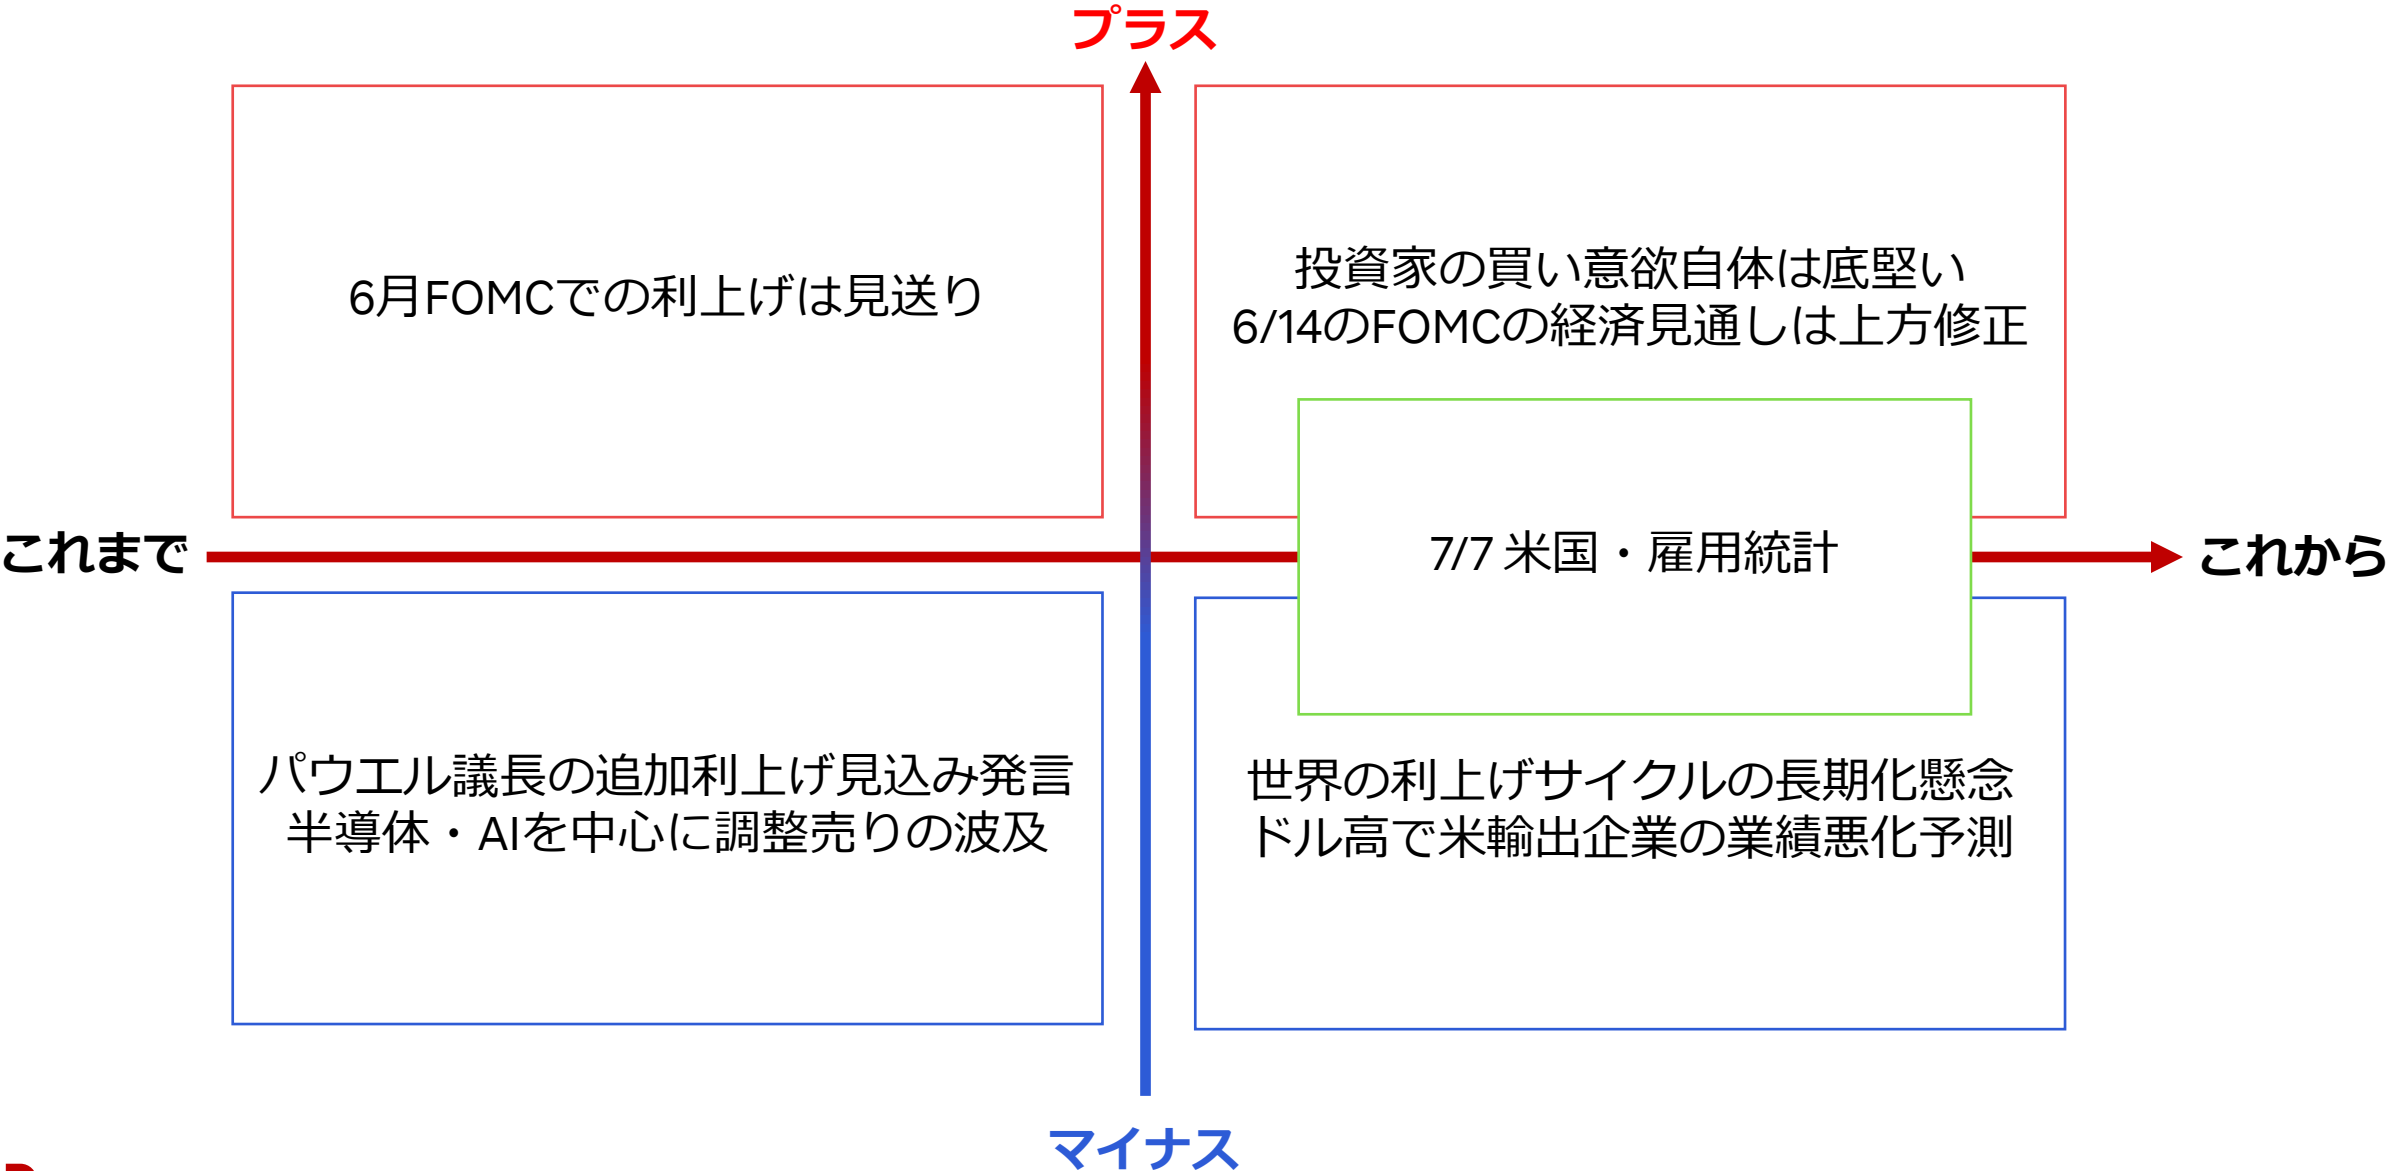 プラス
6月FOMCでの利上げは見送り
投資家の買い意欲自体は底堅い
6/14のFOMCの経済見通しは上方修正
これまで
7/7 米国・雇用統計
これから
パウエル議長の追加利上げ見込み発言
半導体・AIを中心に調整売りの波及
世界の利上げサイクルの長期化懸念
ドル高で米輸出企業の業績悪化予測
マイナス